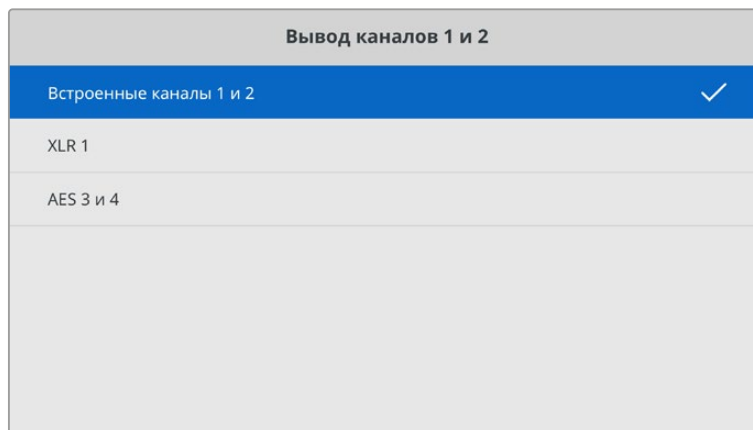 Вывод каналов 1 и 2
Встроенные каналы 1 и 2
XLR 1
AES 3 и 4